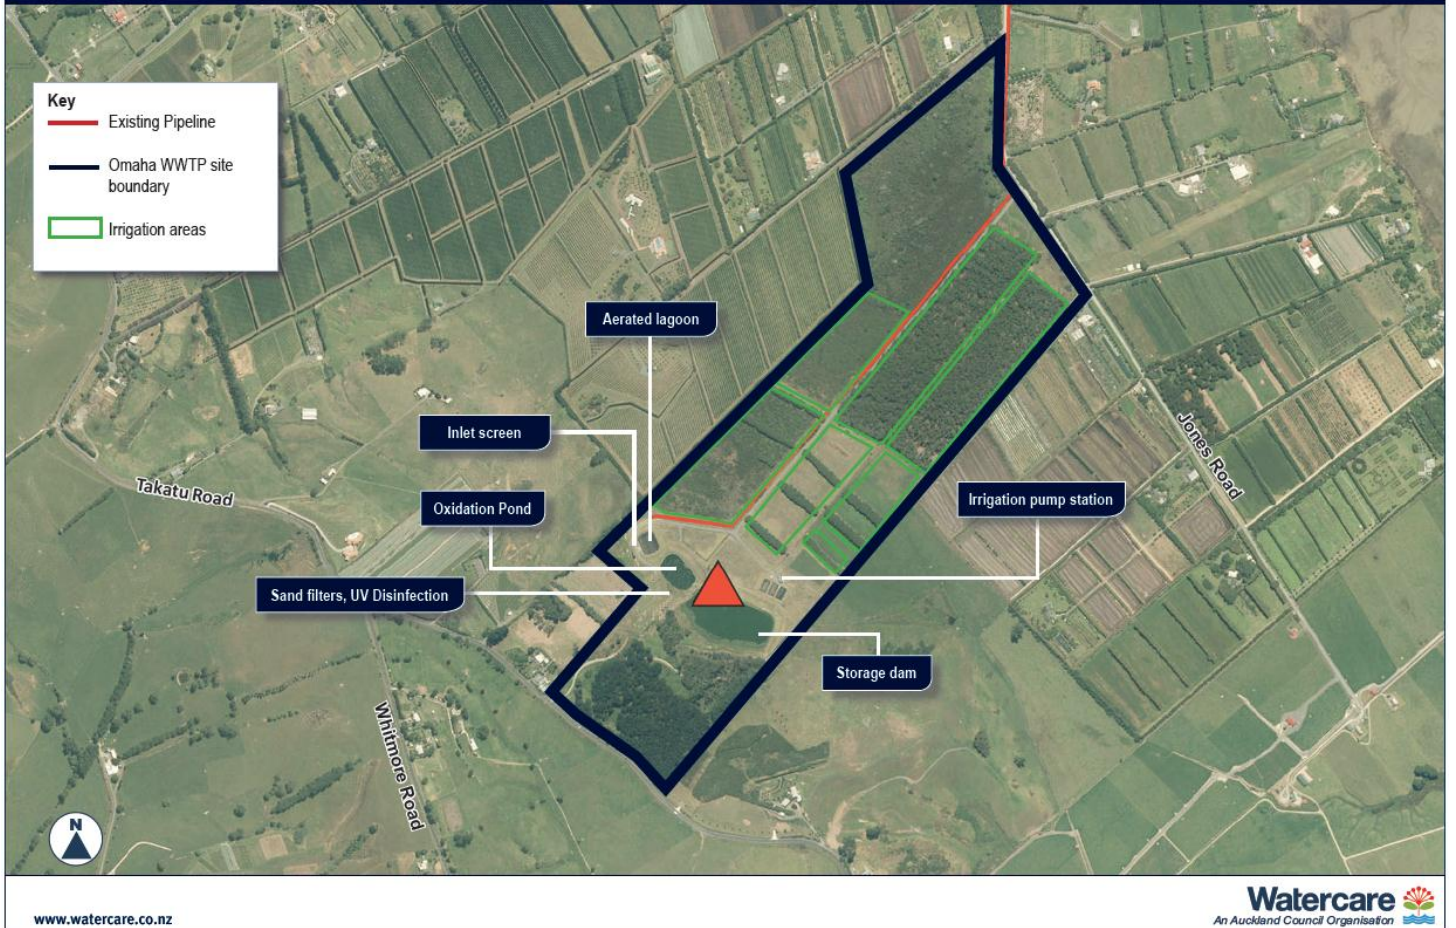 Key
Existing Pipeline
Omaha WWTP site
boundary
Irrigation areas
Aerated lagoon
Inlet screen
Oxidation Pond
Sand filters, UV Disinfection
Irrigation pump station
Storage dam
Takatu Road
Whitmore Road
Jones Road
N
www.watercare.co.nz
Watercare
An Auckland Council Organisation